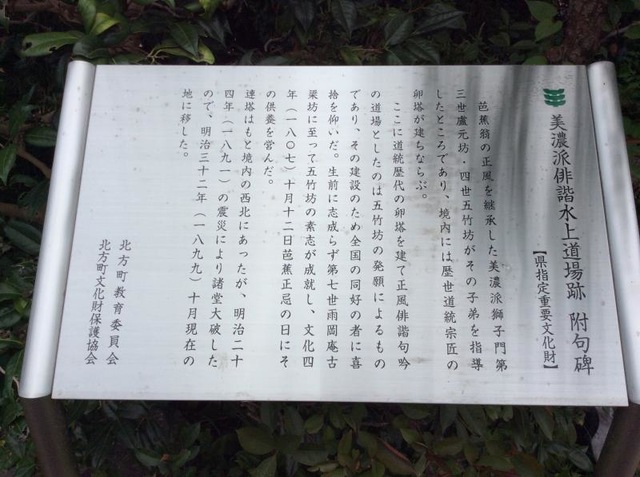 美濃派俳諧水上道場跡 附句碑
【県指定重要文化財】
芭蕉翁の正風を継承した美濃派獅子門第
三世盧元坊・四世五竹坊がその子弟を指導
したところであり、境内には歴世道統宗匠の
卵塔が建ちならぶ。
ここに道統歴代の卵塔を建て正風俳諧句吟
の道場としたのは五竹坊の発願によるもの
であり、その建設のため全国の同好の者に喜
捨を仰いだ。生前に志成らず第七世雨岡庵古
梁坊に至って五竹坊の素志が成就し、文化四
年（一八〇七）十月十二日芭蕉正忌の日にそ
の供養を営んだ。
連塔はもと境内の西北にあったが、明治二十
四年（一八九一）の震災により諸堂大破した
ので、明治三十二年（一八九九）十月現在の
地に移した。
北方町教育委員会
北方町文化財保護協会